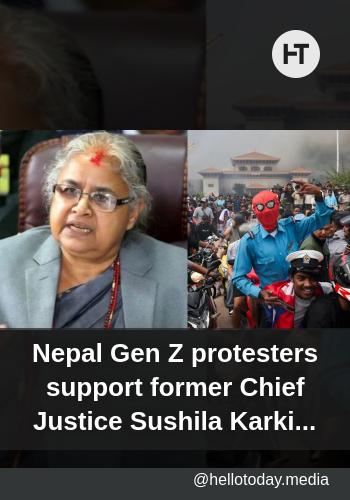 HT
Nepal Gen Z protesters
support former Chief
Justice Sushila Karki...
@hellotoday.media